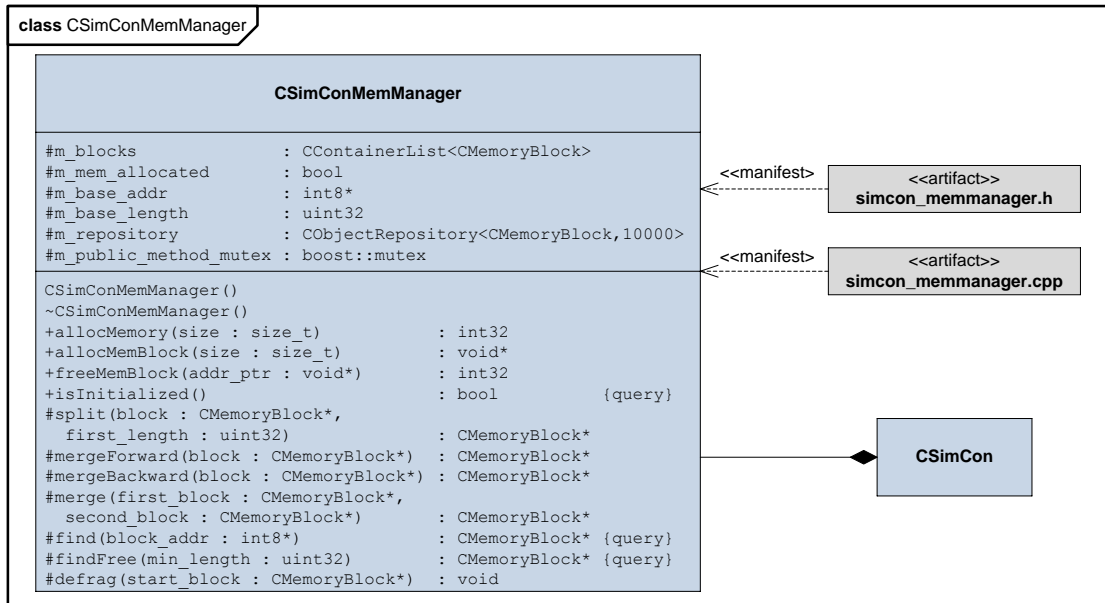 class CSimConMemManager
CSimConMemManager
#m_blocks : CContainerList<CMemoryBlock>
#m_mem_allocated : bool
#m_base_addr : int8*
#m_base_length : uint32
#m_repository : CObjectRepository<CMemoryBlock,10000>
#m_public_method_mutex : boost::mutex
CSimConMemManager()
~CSimConMemManager()
+allocMemory(size : size_t) : int32
+allocMemBlock(size : size_t) : void*
+freeMemBlock(addr_ptr : void*) : int32
+isInitialized() : bool {query}
#split(block : CMemoryBlock*,
first_length : uint32) : CMemoryBlock*
#mergeForward(block : CMemoryBlock*) : CMemoryBlock*
#mergeBackward(block : CMemoryBlock*) : CMemoryBlock*
#merge(first_block : CMemoryBlock*,
second_block : CMemoryBlock*) : CMemoryBlock*
#find(block_addr : int8*) : CMemoryBlock* {query}
#findFree(min_length : uint32) : CMemoryBlock* {query}
#defrag(start_block : CMemoryBlock*) : void
<<manifest>
<<artifact>>
simcon_memmanager.h
<<manifest>
<<artifact>>
simcon_memmanager.cpp
CSimCon